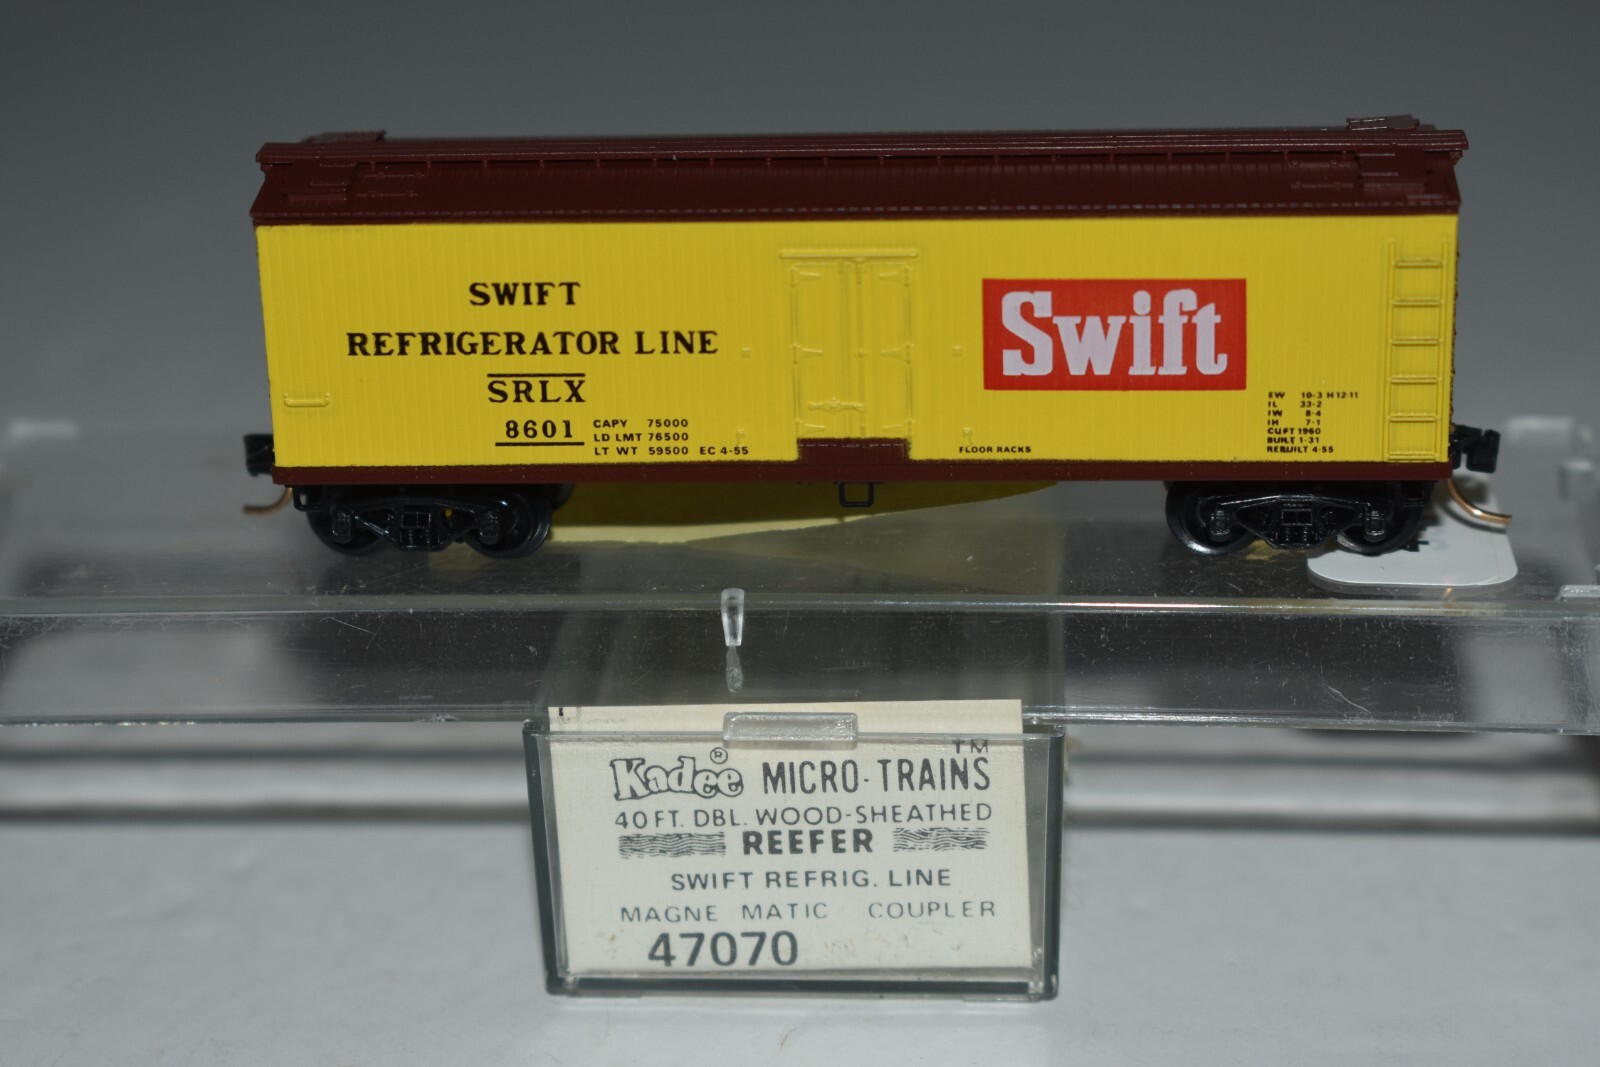 SWIFT
REFRIGERATOR LINE
SRLX
8601
CAPY 75000
LD LMT 76500
LT WT 59500 EC 4-55
Swift
FLOOR RACKS
EW 10-3 H 12-11
IL 33-2
IW 8-4
IH 7-1
CU FT 1960
BUILT 1-31
REBUILT 4-55
Kadee® MICRO-TRAINS™
40 FT. DBL. WOOD-SHEATHED
REEFER
SWIFT REFRIG. LINE
MAGNE MATIC COUPLER
47070